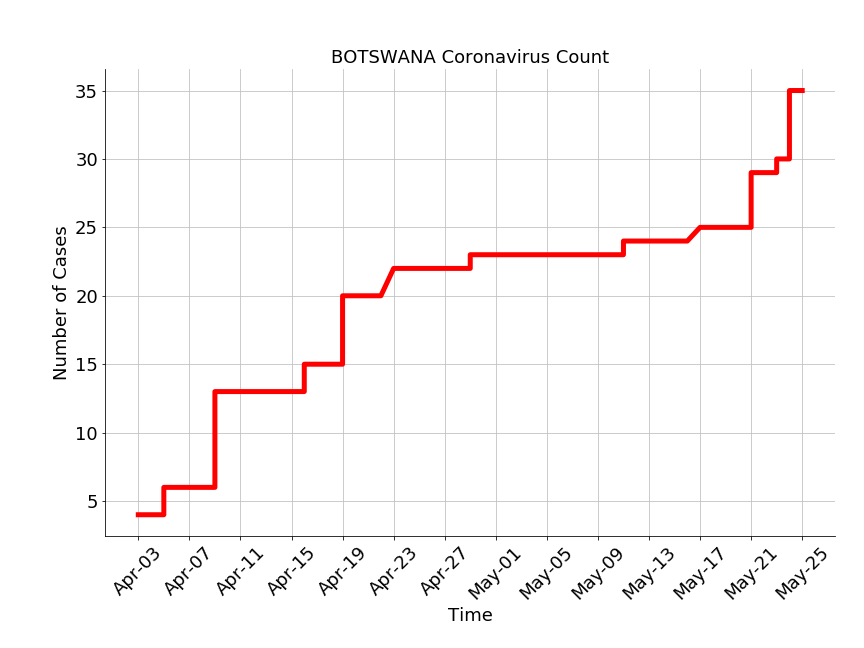 BOTSWANA Coronavirus Count
Number of Cases
35
30
25
20
15
10
5
Apr-03
Apr-07
Apr-11
Apr-15
Apr-19
Apr-23
Apr-27
May-01
May-05
May-09
May-13
May-17
May-21
May-25
Time